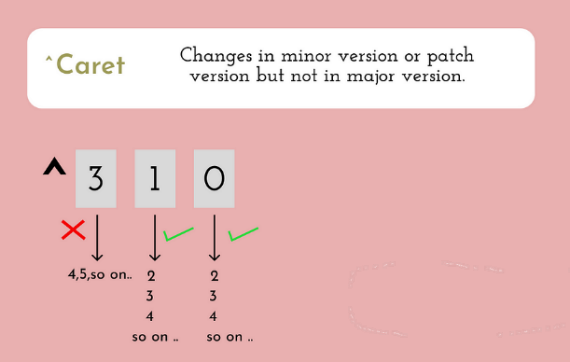 ^Caret
Changes in minor version or patch
version but not in major version.
^ 3 1 0
4,5,so on.. 2 2
3 3
4 4
so on .. so on ..